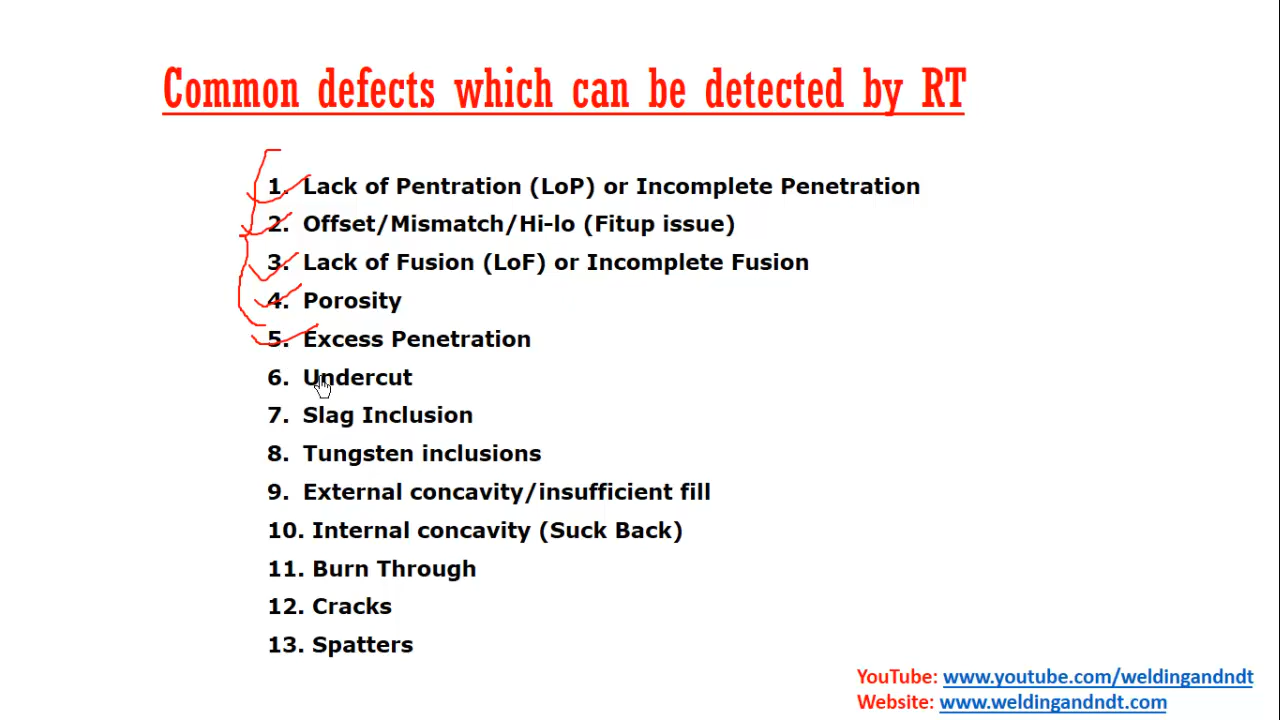 Common defects which can be detected by RT
1. Lack of Pentration (LoP) or Incomplete Penetration
2. Offset/Mismatch/Hi-lo (Fitup issue)
3. Lack of Fusion (LoF) or Incomplete Fusion
4. Porosity
5. Excess Penetration
6. Undercut
7. Slag Inclusion
8. Tungsten inclusions
9. External concavity/insufficient fill
10. Internal concavity (Suck Back)
11. Burn Through
12. Cracks
13. Spatters
YouTube: www.youtube.com/weldingandndt
Website: www.weldingandndt.com